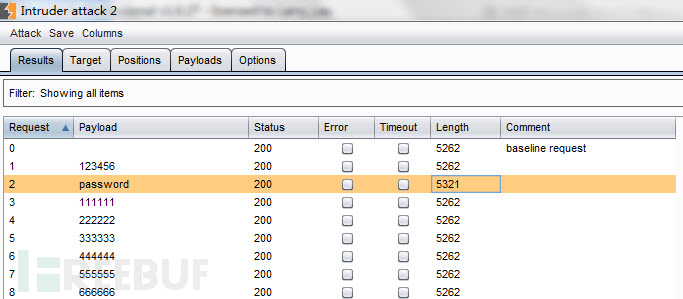 Intruder attack 2
Attack Save Columns
Results Target Positions Payloads Options
Filter: Showing all items
Request Payload Status Error Timeout Length Comment
0 200 5262 baseline request
1 123456 200 5262
2 password 200 5321
3 111111 200 5262
4 222222 200 5262
5 333333 200 5262
6 444444 200 5262
7 555555 200 5262
8 666666 200 5262
FREEBUF